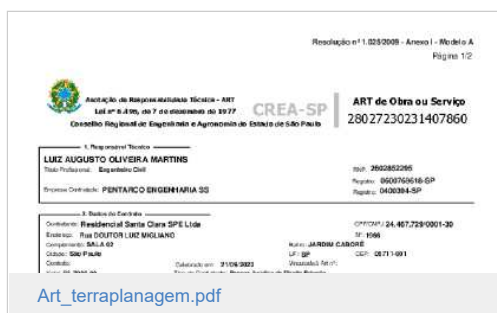 Resolução nº 1.025/2009 - Anexo I - Modelo A
Página 1/2
Anotação de Responsabilidade Técnica - ART
Lei nº 6.496, de 7 de dezembro de 1977
Conselho Regional de Engenharia e Agronomia do Estado de São Paulo
CREA-SP
ART de Obra ou Serviço
28027230231407860
1. Responsável Técnico
LUIZ AUGUSTO OLIVEIRA MARTINS
Título Profissional: Engenheiro Civil
RNP: 2602852295
Registro: 0600769618-SP
Empresa Contratada: PENTARCO ENGENHARIA SS
Registro: 0400394-SP
2. Dados do Contrato
Contratante: Residencial Santa Clara SPE Ltda
CPF/CNPJ: 24.467.729/0001-30
Endereço: Rua DOUTOR LUIZ MIGLIANO
Nº: 1986
Complemento: SALA 02
Bairro: JARDIM CABORÉ
Cidade: São Paulo
UF: SP
CEP: 05711-001
Contrato:
Celebrado em: 21/06/2023
Vinculada à Art nº:
Art_terraplanagem.pdf